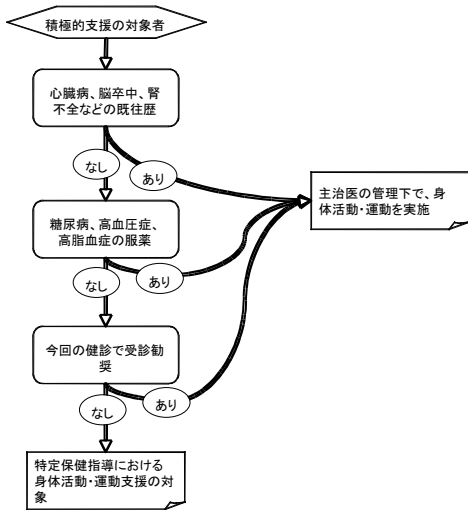 積極的支援の対象者
心臓病、脳卒中、腎
不全などの既往歴
なし
あり
主治医の管理下で、身
体活動・運動を実施
糖尿病、高血圧症、
高脂血症の服薬
なし
あり
今回の健診で受診勧
奨
なし
あり
特定保健指導における
身体活動・運動支援の対
象